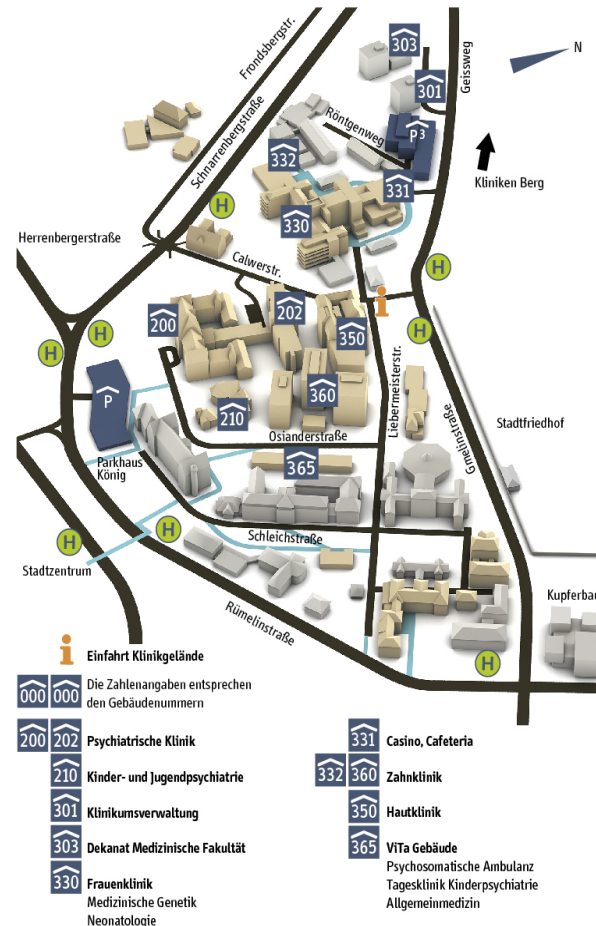 Frondsbergstr.
Schnarrenbergstraße
303
301
Geissweg
N
Röntgenweg
P3
332
331
Kliniken Berg
H
330
Herrenbergerstraße
Calwerstr.
H
i
200
202
350
H
H
H
Liebermeisterstr.
Gmelinstraße
Stadtfriedhof
P
210
360
Osianderstraße
Parkhaus
König
365
H
H
Schleichstraße
Stadtzentrum
Rümelinstraße
Kupferbau
H
i Einfahrt Klinikgelände
000 000 Die Zahlenangaben entsprechen
den Gebäudenummern
200 202 Psychiatrische Klinik
210 Kinder- und Jugendpsychiatrie
301 Klinikumsverwaltung
303 Dekanat Medizinische Fakultät
330 Frauenklinik
Medizinische Genetik
Neonatologie
331 Casino, Cafeteria
332 360 Zahnklinik
350 Hautklinik
365 ViTa Gebäude
Psychosomatische Ambulanz
Tagesklinik Kinderpsychiatrie
Allgemeinmedizin